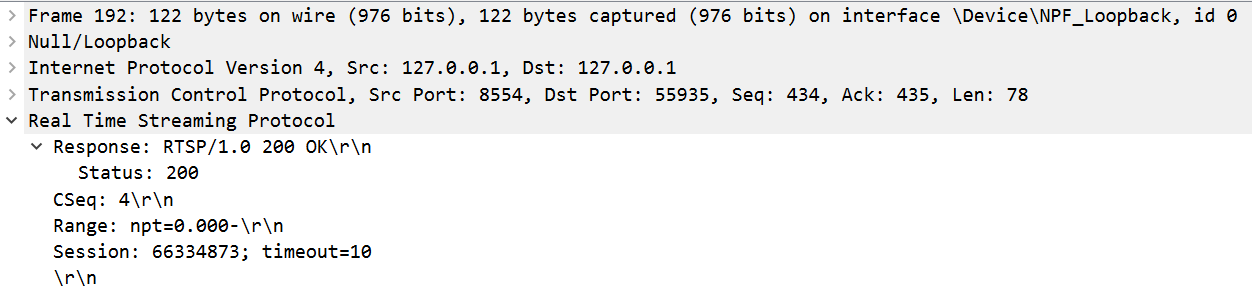 Frame 192: 122 bytes on wire (976 bits), 122 bytes captured (976 bits) on interface \Device\NPF_Loopback, id 0
Null/Loopback
Internet Protocol Version 4, Src: 127.0.0.1, Dst: 127.0.0.1
Transmission Control Protocol, Src Port: 8554, Dst Port: 55935, Seq: 434, Ack: 435, Len: 78
Real Time Streaming Protocol
Response: RTSP/1.0 200 OK\r\n
Status: 200
CSeq: 4\r\n
Range: npt=0.000-\r\n
Session: 66334873; timeout=10
\r\n